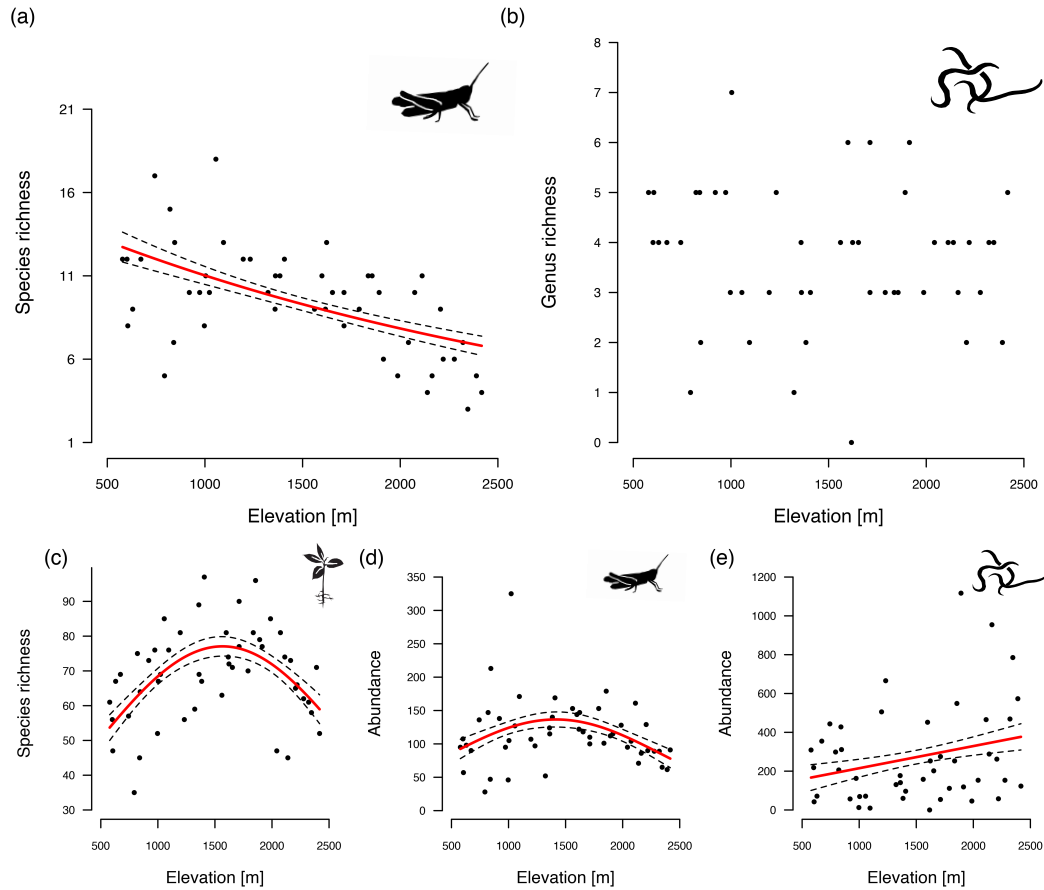 (a)
Species richness
21
16
11
6
1
500 1000 1500 2000 2500
Elevation [m]
(b)
Genus richness
8
7
6
5
4
3
2
1
0
500 1000 1500 2000 2500
Elevation [m]
(c)
Species richness
90
80
70
60
50
40
30
500 1000 1500 2000 2500
Elevation [m]
(d)
Abundance
350
300
250
200
150
100
50
0
500 1000 1500 2000 2500
Elevation [m]
(e)
Abundance
1200
1000
800
600
400
200
0
500 1000 1500 2000 2500
Elevation [m]